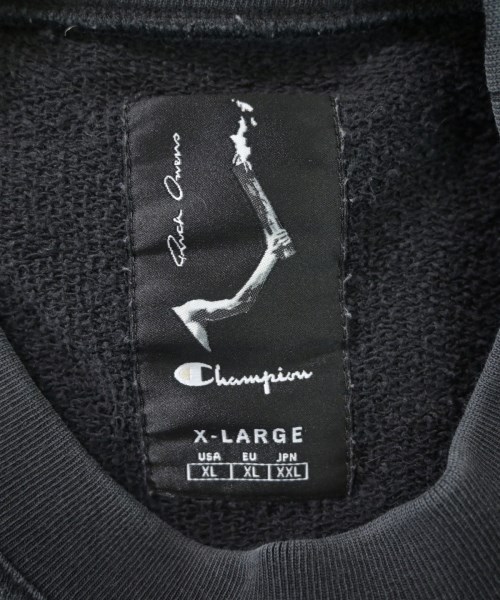 Rick Owens
Champion
X-LARGE
USA EU JPN
XL XL XXL